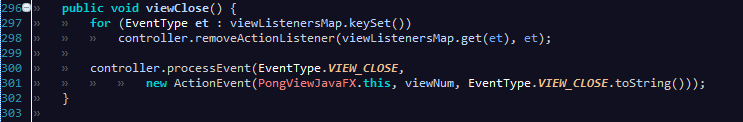 296 public void viewClose() {
297 » » for (EventType et : viewListenersMap.keySet())
298 » » » controller.removeActionListener(viewListenersMap.get(et), et);
299 » »
300 » » controller.processEvent(EventType.VIEW_CLOSE,
301 » » » » new ActionEvent(PongViewJavaFX.this, viewNum, EventType.VIEW_CLOSE.toString()));
302 » }
303 »